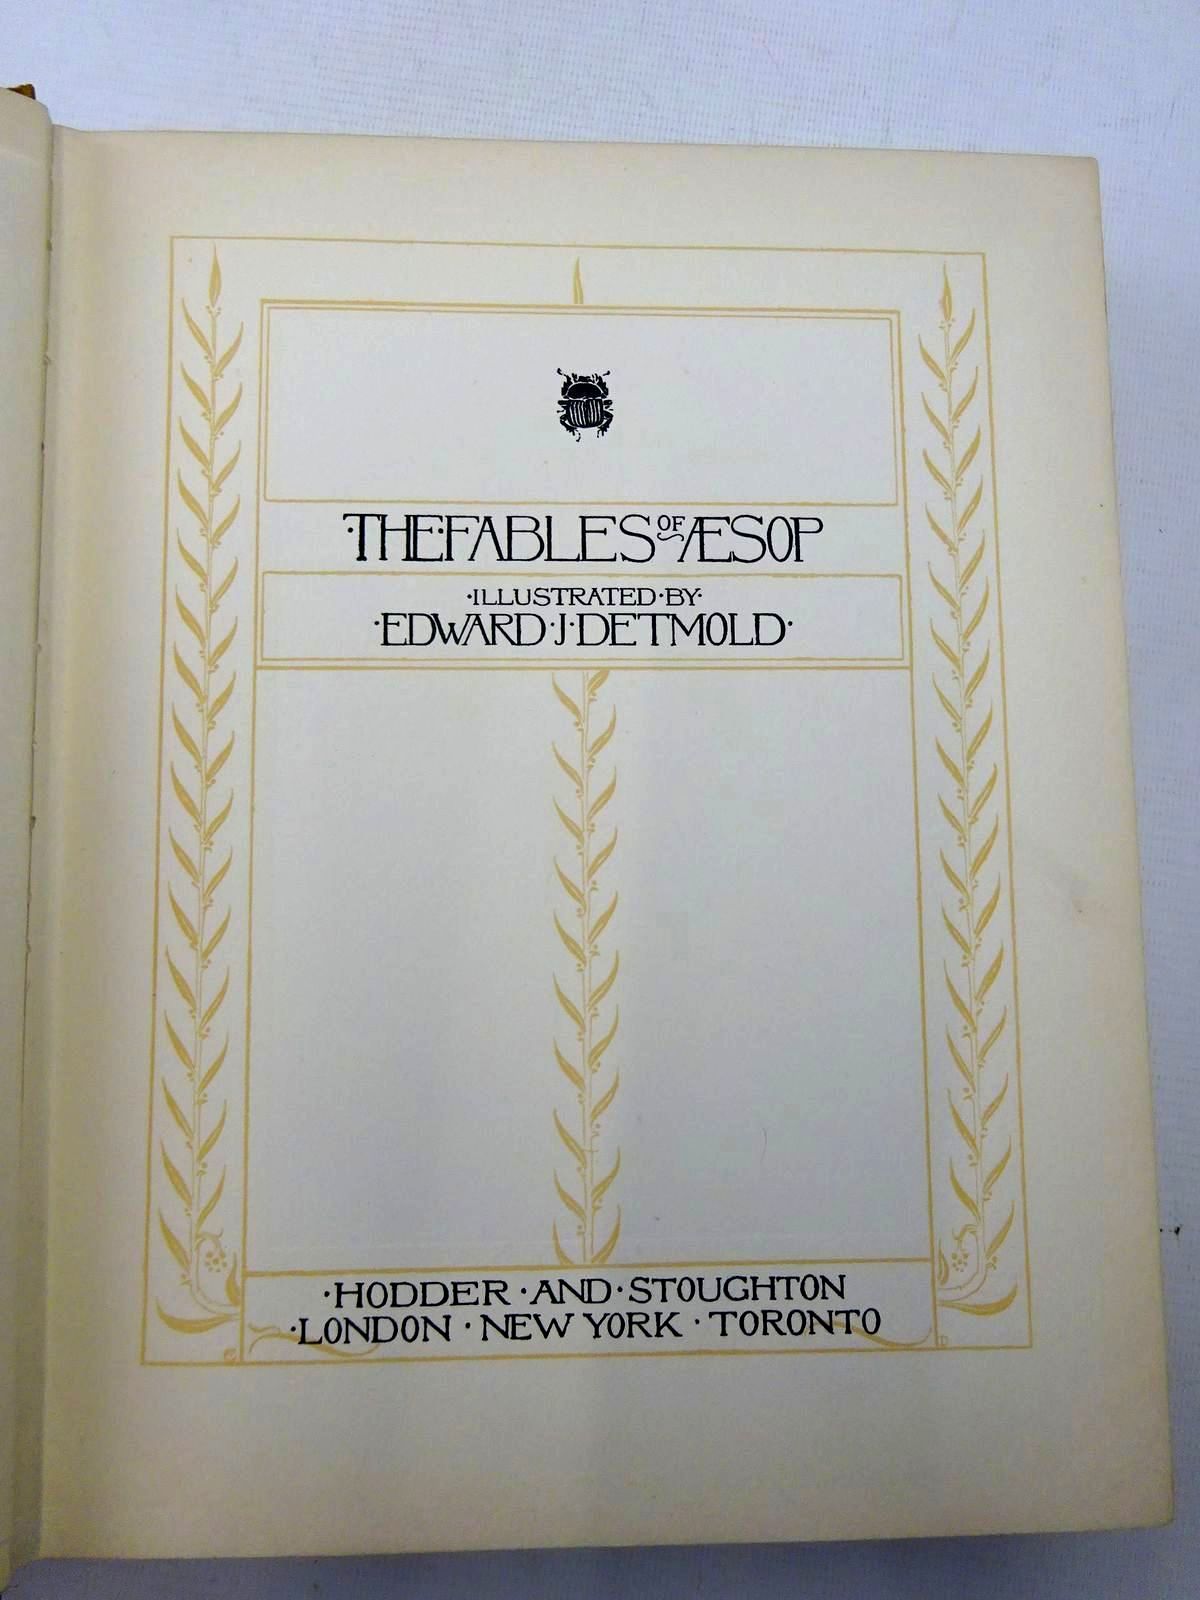 ·THE·FABLES OF ÆSOP
·ILLUSTRATED·BY·
·EDWARD·J·DETMOLD·
·HODDER·AND·STOUGHTON
·LONDON·NEW YORK·TORONTO